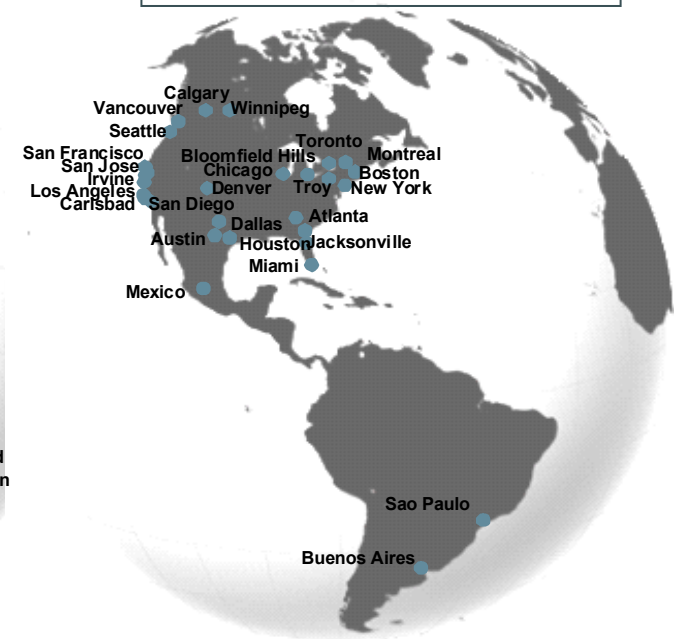 Calgary
Vancouver
Winnipeg
Seattle
Toronto
San Francisco
Bloomfield Hills
Montreal
San Jose
Chicago
Boston
Irvine
Troy
New York
Los Angeles
Denver
Carlsbad
San Diego
Atlanta
Dallas
Austin
Houston
Jacksonville
Miami
Mexico
Sao Paulo
Buenos Aires